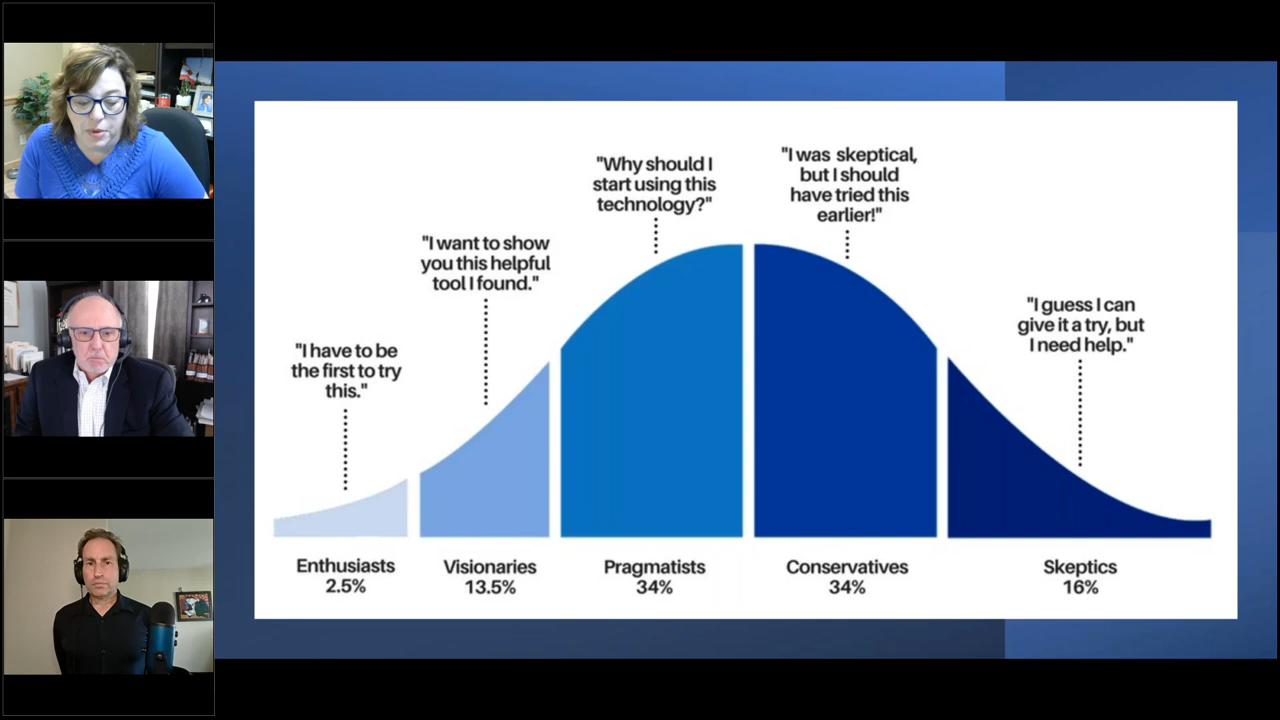 "I have to be
the first to try
this."
"I want to show
you this helpful
tool I found."
"Why should I
start using this
technology?"
"I was skeptical,
but I should
have tried this
earlier!"
"I guess I can
give it a try, but
I need help."
Enthusiasts
2.5%
Visionaries
13.5%
Pragmatists
34%
Conservatives
34%
Skeptics
16%